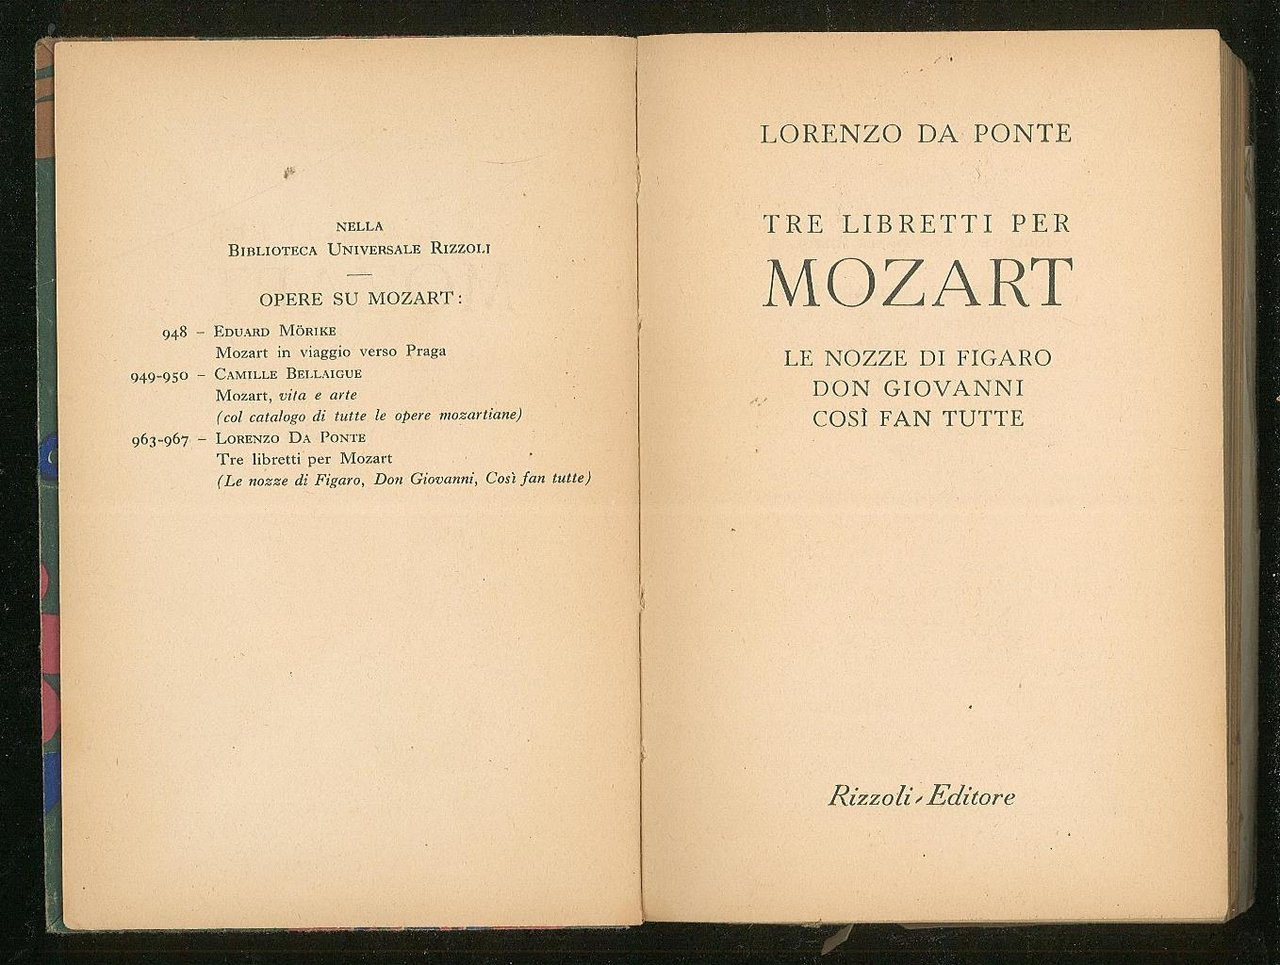 NELLA
BIBLIOTECA UNIVERSALE RIZZOLI
OPERE SU MOZART:
948 – EDUARD MÖRIKE
Mozart in viaggio verso Praga
949-950 – CAMILLE BELLAIGUE
Mozart, vita e arte
(col catalogo di tutte le opere mozartiane)
963-967 – LORENZO DA PONTE
Tre libretti per Mozart
(Le nozze di Figaro, Don Giovanni, Così fan tutte)
LORENZO DA PONTE
TRE LIBRETTI PER
MOZART
LE NOZZE DI FIGARO
DON GIOVANNI
COSÌ FAN TUTTE
Rizzoli - Editore